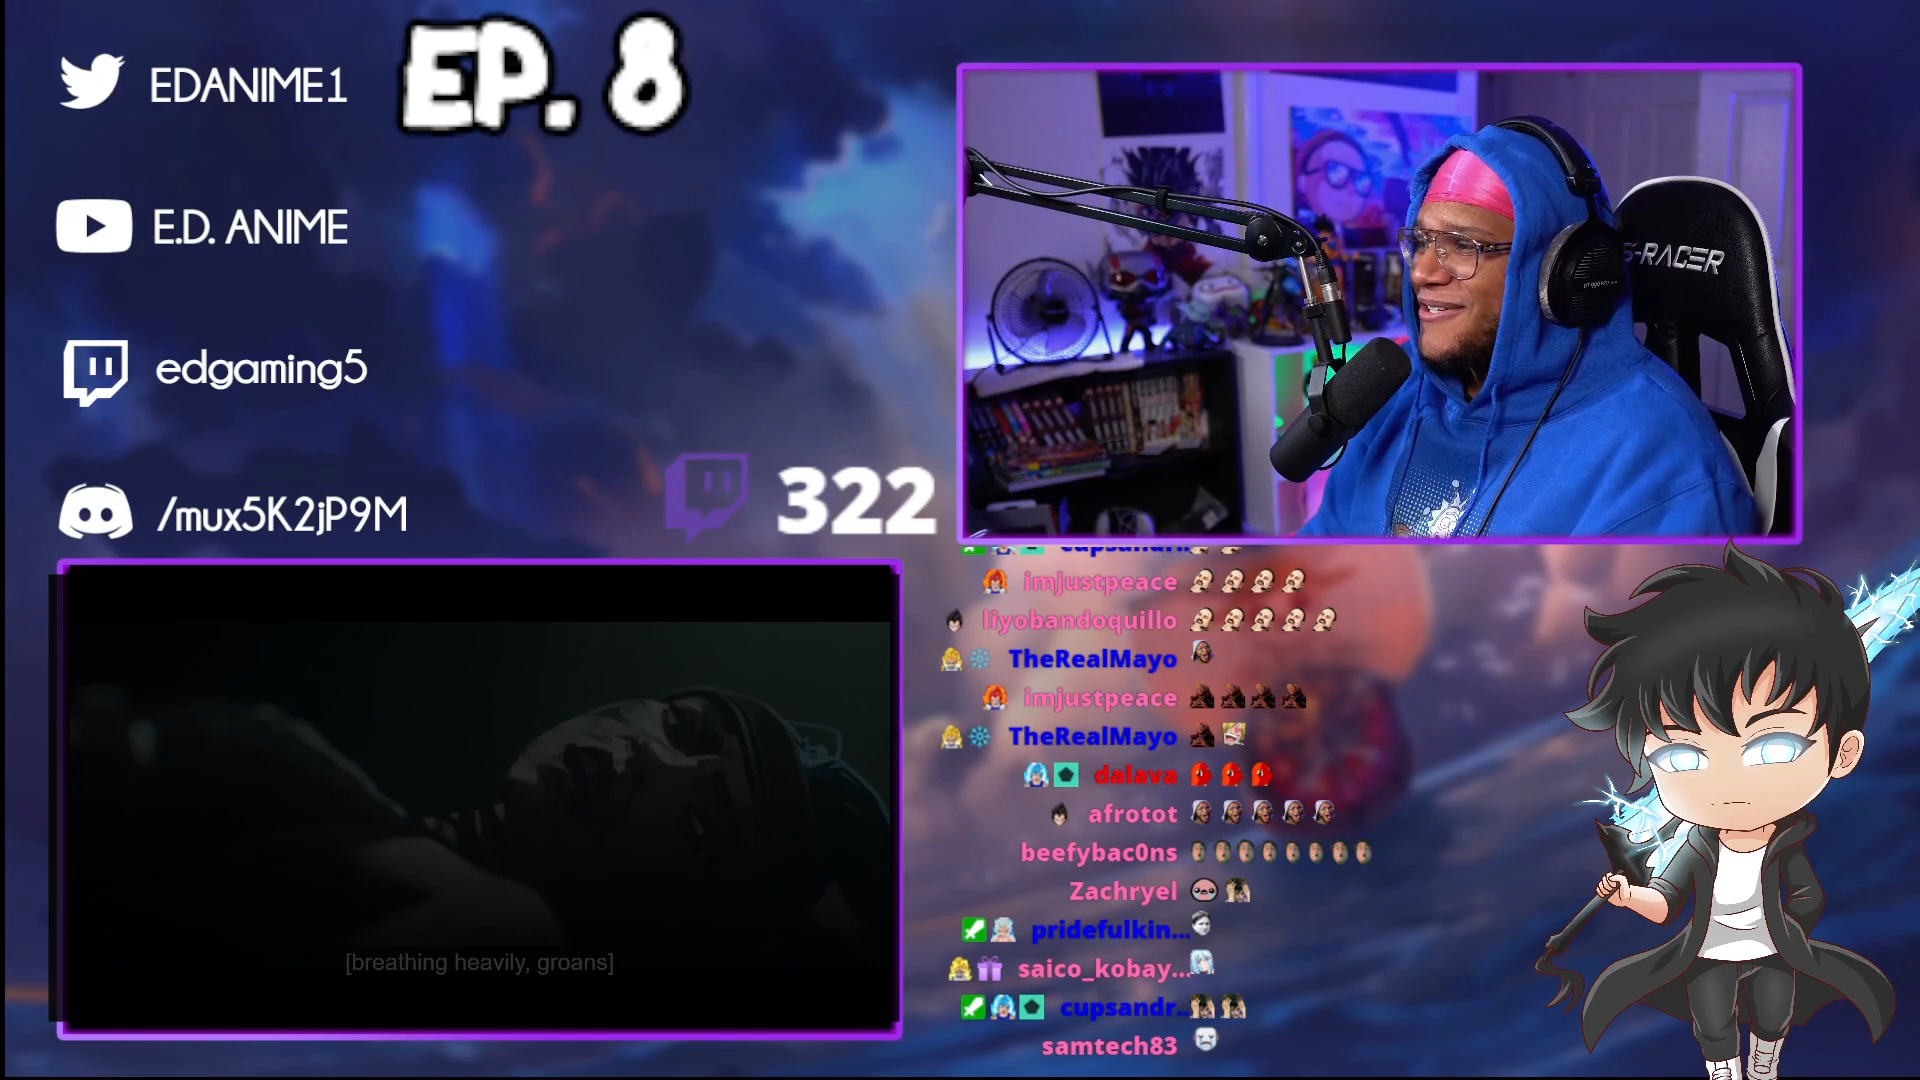 EDANIME1
EP. 8
E.D. ANIME
edgaming5
/mux5K2jP9M
322
S-RACER
imjustpeace
liyobandoquillo
TheRealMayo
imjustpeace
TheRealMayo
dalava
afrotot
beefybac0ns
Zachryel
pridefulkin...
saico_kobay...
cupsandr...
samtech83
[breathing heavily, groans]